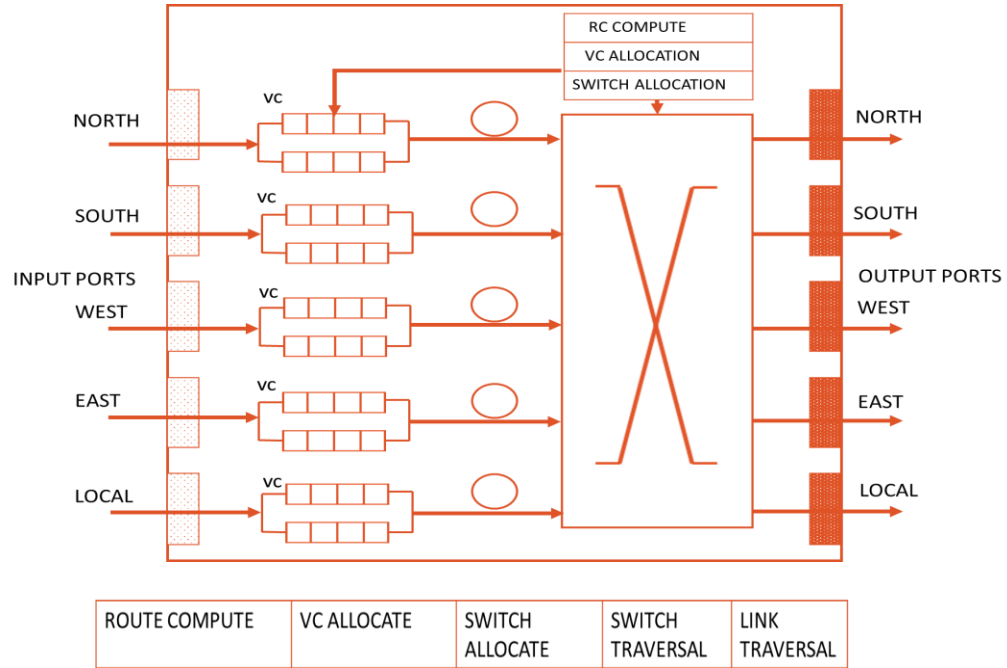 RC COMPUTE
VC ALLOCATION
SWITCH ALLOCATION
VC
NORTH
NORTH
VC
SOUTH
SOUTH
INPUT PORTS
OUTPUT PORTS
VC
WEST
WEST
VC
EAST
EAST
VC
LOCAL
LOCAL
ROUTE COMPUTE
VC ALLOCATE
SWITCH
ALLOCATE
SWITCH
TRAVERSAL
LINK
TRAVERSAL